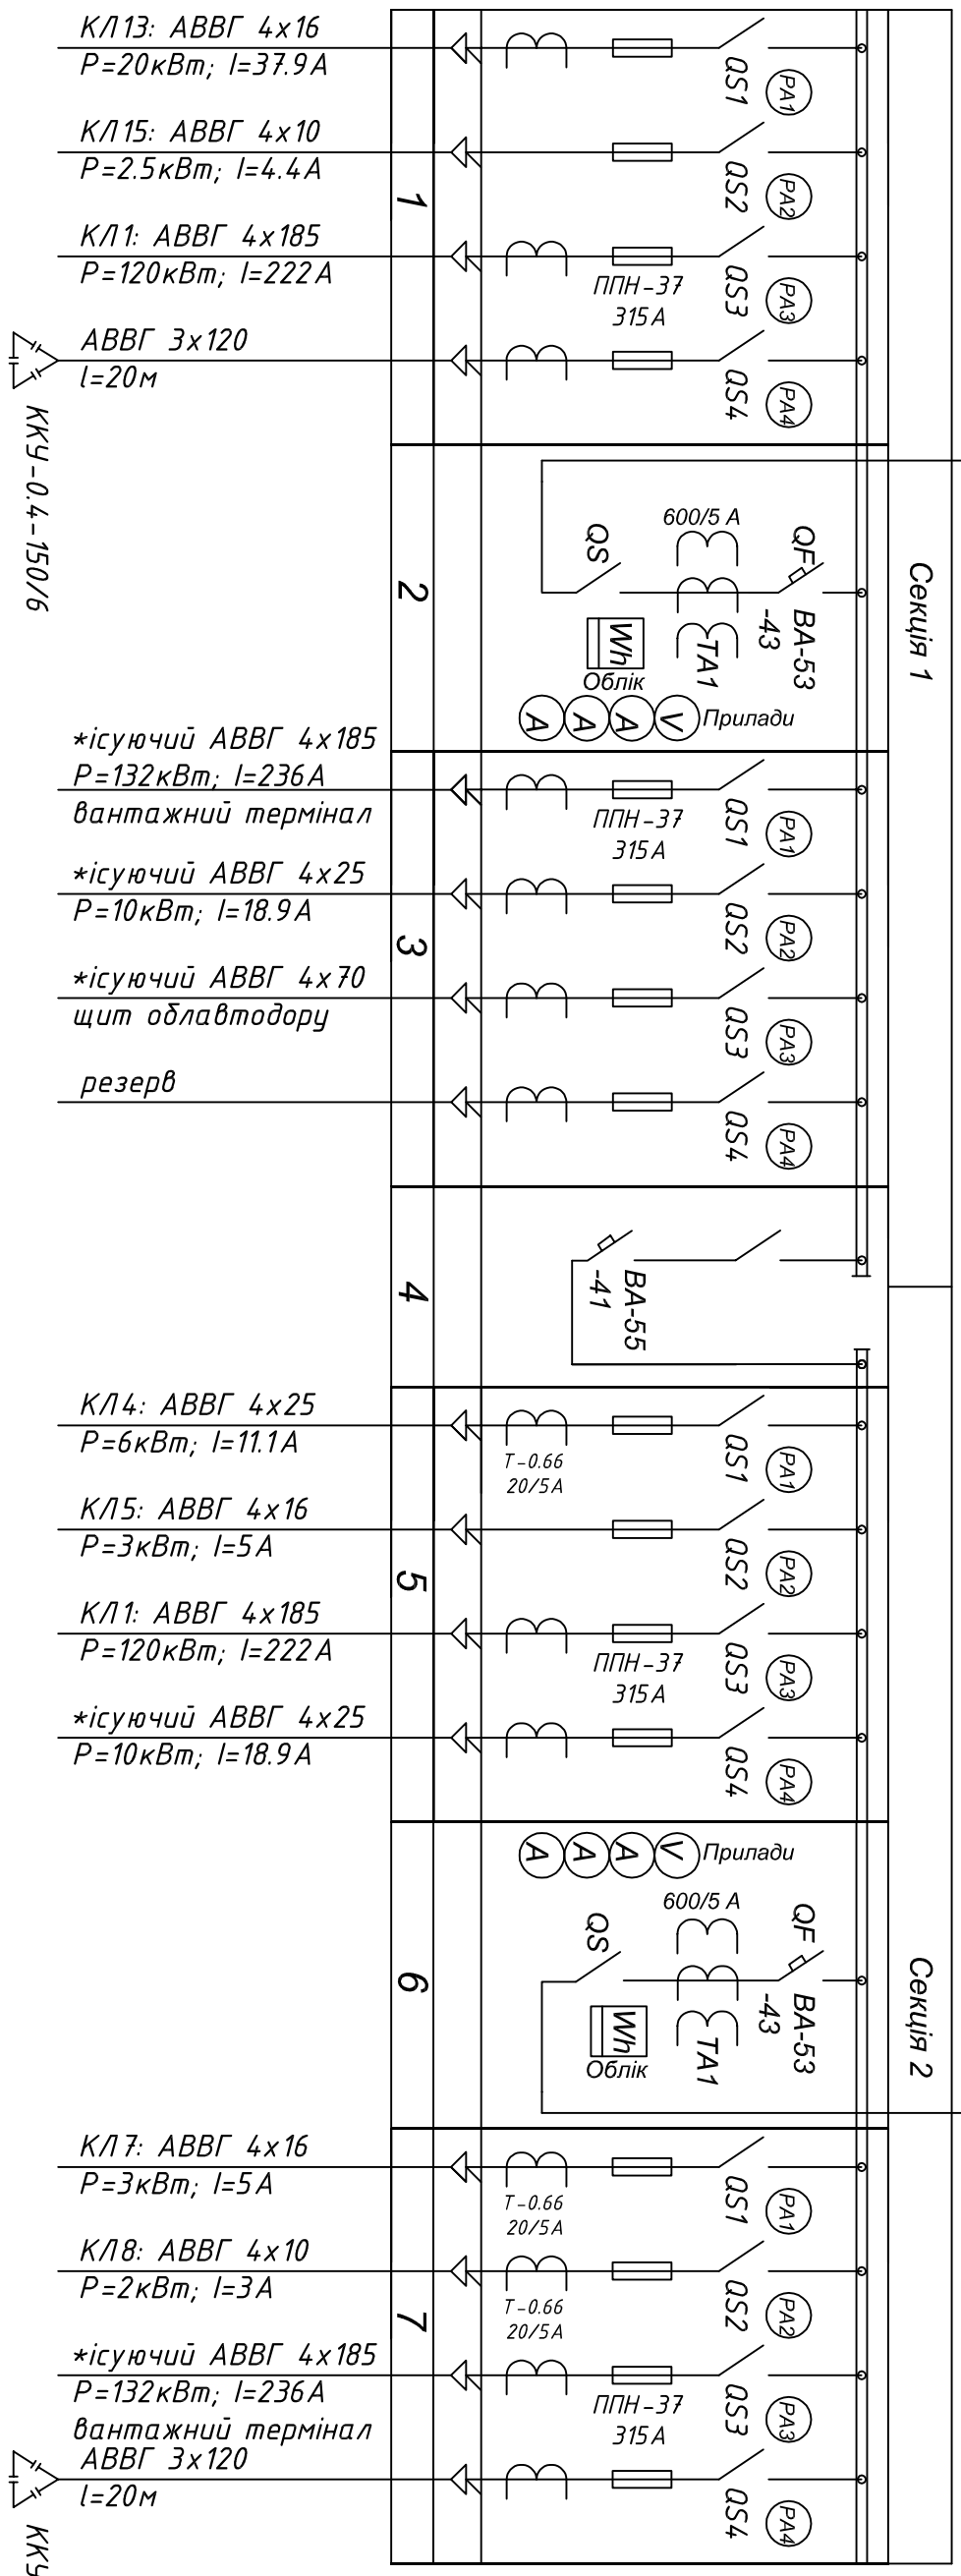 КЛ13: АВВГ 4х16
Р=20кВт; I=37.9А
QS1
PA1
КЛ15: АВВГ 4х10
Р=2.5кВт; I=4.4А
QS2
PA2
1
КЛ1: АВВГ 4х185
Р=120кВт; I=222А
ППН-37
315А
QS3
PA3
АВВГ 3х120
l=20м
QS4
PA4
ККУ-0.4-150/6
Секція 1
2
600/5 А
QS
QF
ВА-53
-43
ТА1
Wh
Облік
А
А
А
V
Прилади
*ісуючий АВВГ 4х185
Р=132кВт; I=236А
вантажний термінал
ППН-37
315А
QS1
PA1
*ісуючий АВВГ 4х25
Р=10кВт; I=18.9А
QS2
PA2
3
*ісуючий АВВГ 4х70
щит облавтодору
QS3
PA3
резерв
QS4
PA4
4
ВА-55
-41
КЛ4: АВВГ 4х25
Р=6кВт; I=11.1А
Т-0.66
20/5А
QS1
PA1
КЛ5: АВВГ 4х16
Р=3кВт; I=5А
QS2
PA2
5
КЛ1: АВВГ 4х185
Р=120кВт; I=222А
ППН-37
315А
QS3
PA3
*ісуючий АВВГ 4х25
Р=10кВт; I=18.9А
QS4
PA4
А
А
А
V
Прилади
600/5 А
QS
QF
6
Секція 2
ВА-53
-43
ТА1
Wh
Облік
КЛ7: АВВГ 4х16
Р=3кВт; I=5А
Т-0.66
20/5А
QS1
PA1
КЛ8: АВВГ 4х10
Р=2кВт; I=3А
Т-0.66
20/5А
QS2
PA2
7
*ісуючий АВВГ 4х185
Р=132кВт; I=236А
вантажний термінал
ППН-37
315А
QS3
PA3
АВВГ 3х120
l=20м
QS4
PA4
ККУ